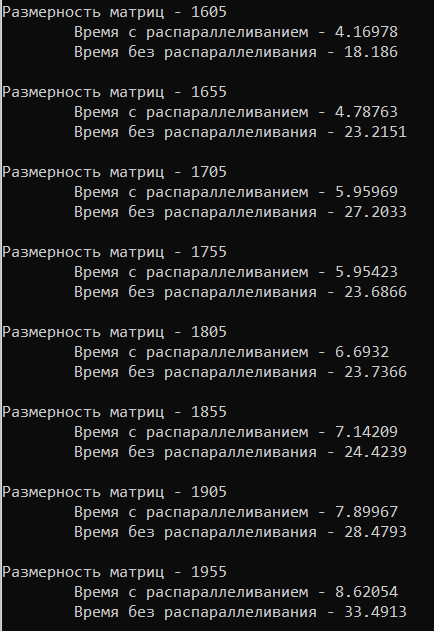 Размерность матриц - 1605
Время с распараллеливанием - 4.16978
Время без распараллеливания - 18.186
Размерность матриц - 1655
Время с распараллеливанием - 4.78763
Время без распараллеливания - 23.2151
Размерность матриц - 1705
Время с распараллеливанием - 5.95969
Время без распараллеливания - 27.2033
Размерность матриц - 1755
Время с распараллеливанием - 5.95423
Время без распараллеливания - 23.6866
Размерность матриц - 1805
Время с распараллеливанием - 6.6932
Время без распараллеливания - 23.7366
Размерность матриц - 1855
Время с распараллеливанием - 7.14209
Время без распараллеливания - 24.4239
Размерность матриц - 1905
Время с распараллеливанием - 7.89967
Время без распараллеливания - 28.4793
Размерность матриц - 1955
Время с распараллеливанием - 8.62054
Время без распараллеливания - 33.4913